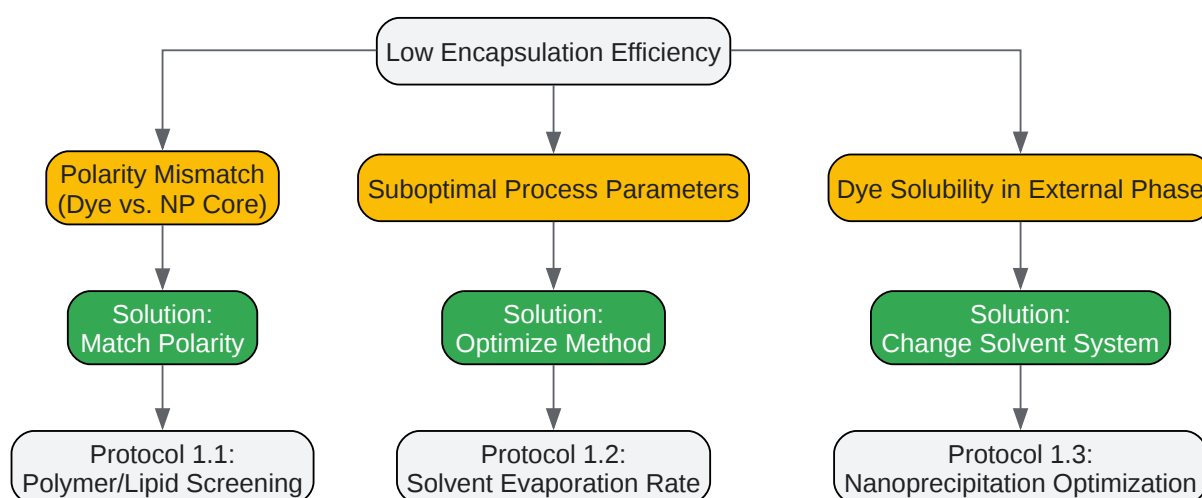 Low Encapsulation Efficiency
Polarity Mismatch
(Dye vs. NP Core)
Suboptimal Process Parameters
Dye Solubility in External Phase
Solution:
Match Polarity
Solution:
Optimize Method
Solution:
Change Solvent System
Protocol 1.1:
Polymer/Lipid Screening
Protocol 1.2:
Solvent Evaporation Rate
Protocol 1.3:
Nanoprecipitation Optimization